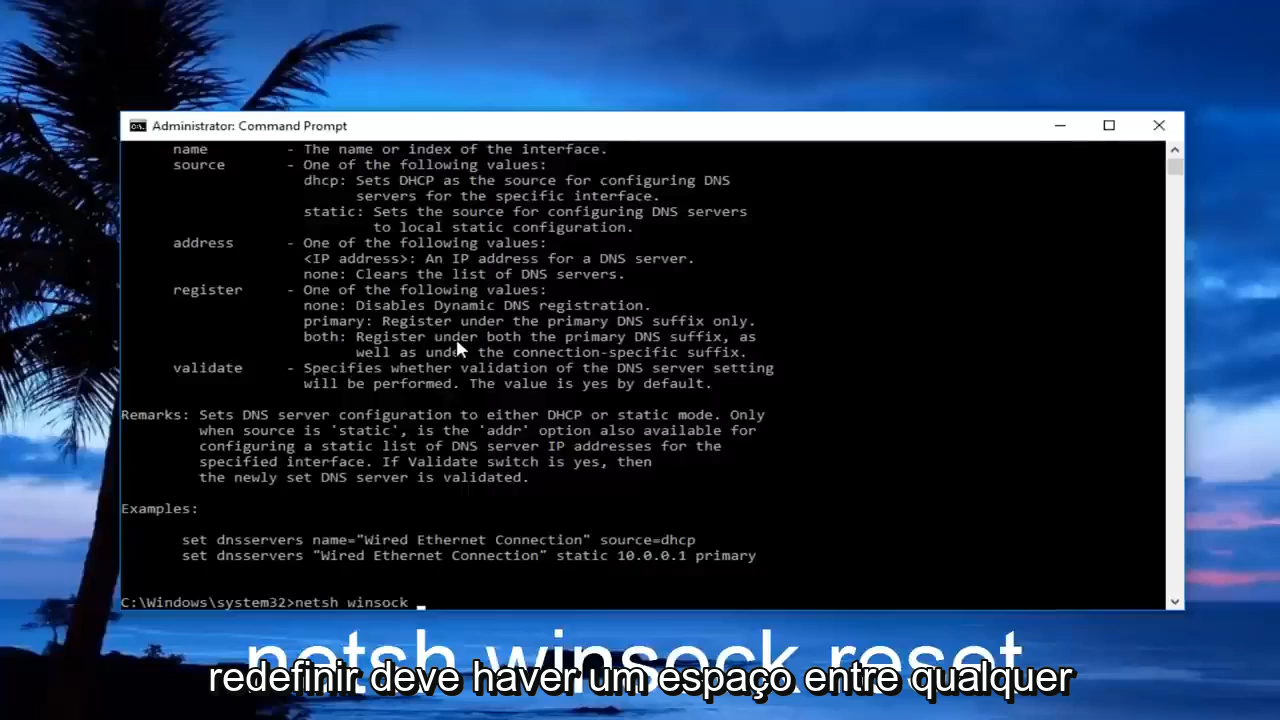 Administrator: Command Prompt
name - The name or index of the interface.
source - One of the following values:
dhcp: Sets DHCP as the source for configuring DNS
servers for the specific interface.
static: Sets the source for configuring DNS servers
to local static configuration.
address - One of the following values:
<IP address>: An IP address for a DNS server.
none: Clears the list of DNS servers.
register - One of the following values:
none: Disables Dynamic DNS registration.
primary: Register under the primary DNS suffix only.
both: Register under both the primary DNS suffix, as
well as under the connection-specific suffix.
validate - Specifies whether validation of the DNS server setting
will be performed. The value is yes by default.
Remarks: Sets DNS server configuration to either DHCP or static mode. Only
when source is 'static', is the 'addr' option also available for
configuring a static list of DNS server IP addresses for the
specified interface. If Validate switch is yes, then
the newly set DNS server is validated.
Examples:
set dnsservers name="Wired Ethernet Connection" source=dhcp
set dnsservers "Wired Ethernet Connection" static 10.0.0.1 primary
C:\Windows\system32>netsh winsock _
netsh winsock reset
redefinir deve haver um espaço entre qualquer